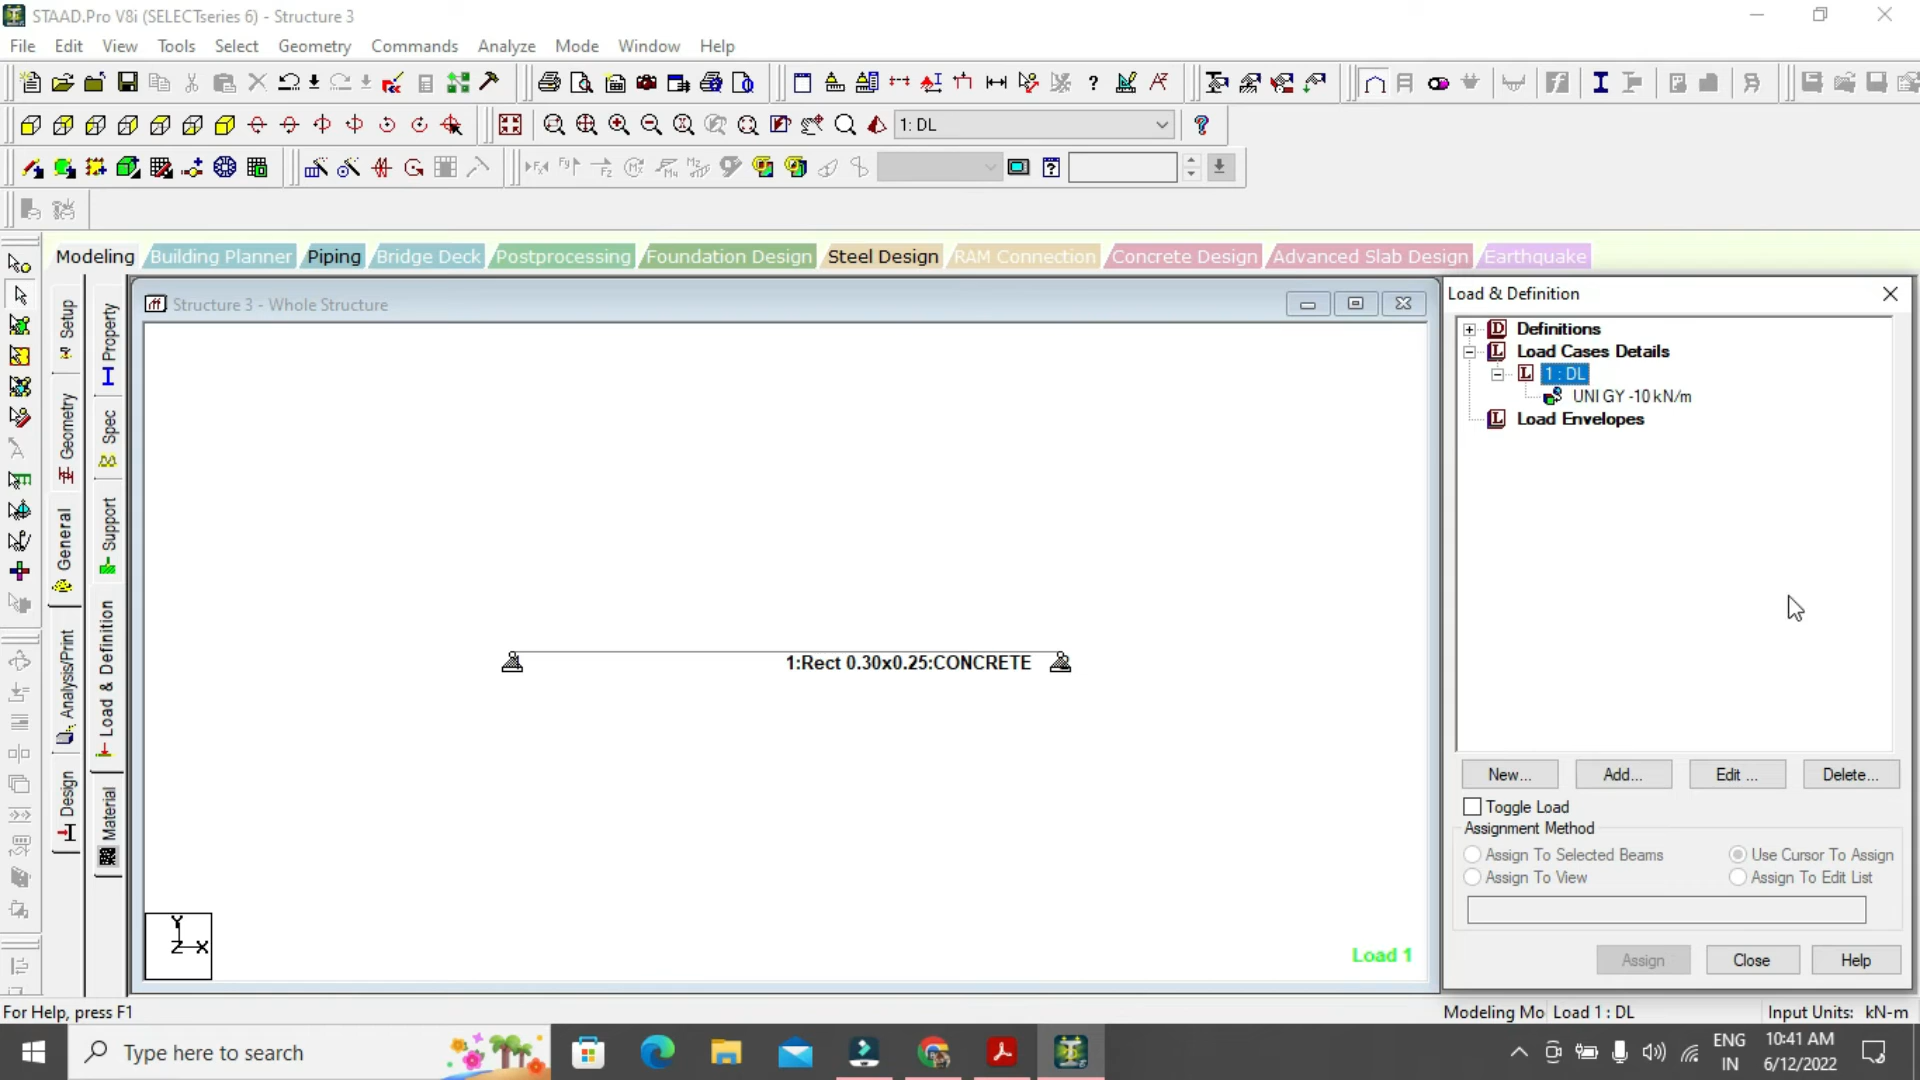 STAAD.Pro V8i (SELECTseries 6) - Structure 3
File Edit View Tools Select Geometry Commands Analyze Mode Window Help
1: DL
Modeling Building Planner Piping Bridge Deck Postprocessing Foundation Design Steel Design RAM Connection Concrete Design Advanced Slab Design Earthquake
Setup
Geometry
General
Analysis/Print
Design
Property
Spec
Support
Load & Definition
Material
Structure 3 - Whole Structure
1:Rect 0.30x0.25:CONCRETE
Y
Z X
Load 1
Load & Definition
Definitions
Load Cases Details
1 : DL
UNI GY -10 kN/m
Load Envelopes
New... Add... Edit ... Delete...
Toggle Load
Assignment Method
Assign To Selected Beams Use Cursor To Assign
Assign To View Assign To Edit List
Assign Close Help
For Help, press F1 Modeling Mo Load 1 : DL Input Units: kN-m
Type here to search
ENG
IN
10:41 AM
6/12/2022